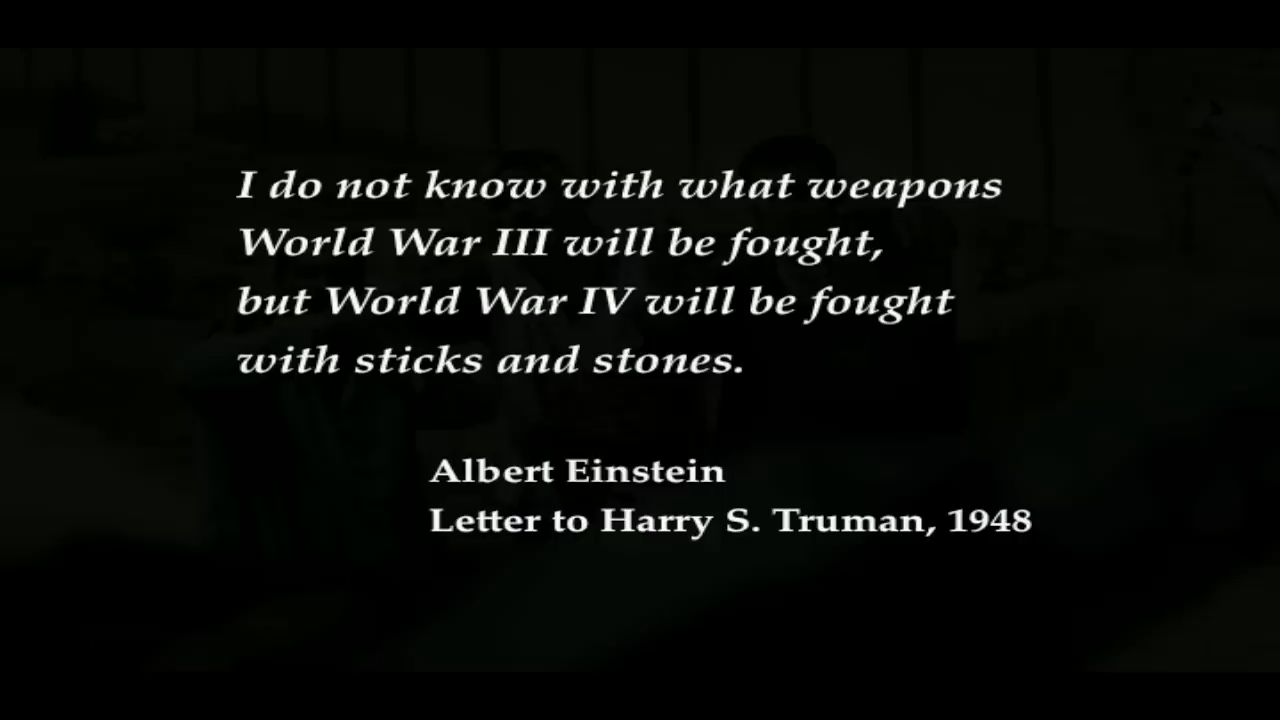 I do not know with what weapons
World War III will be fought,
but World War IV will be fought
with sticks and stones.
Albert Einstein
Letter to Harry S. Truman, 1948